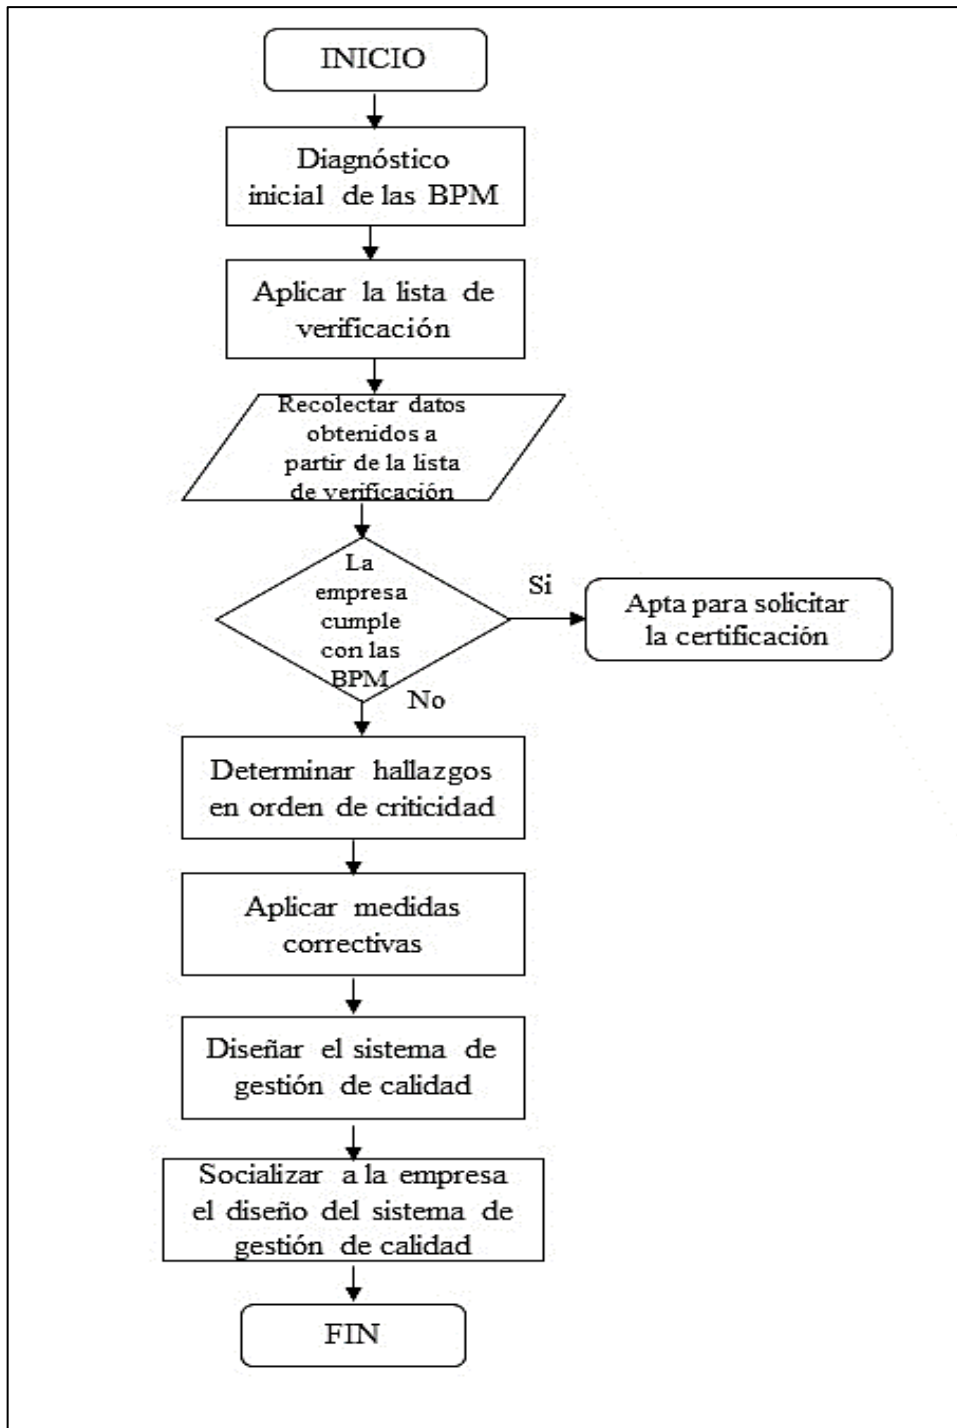 INICIO
Diagnóstico
inicial de las BPM
Aplicar la lista de
verificación
Recolectar datos
obtenidos a
partir de la lista
de verificación
La
empresa
cumple
con las
BPM
Si
Apta para solicitar
la certificación
No
Determinar hallazgos
en orden de criticidad
Aplicar medidas
correctivas
Diseñar el sistema de
gestión de calidad
Socializar a la empresa
el diseño del sistema de
gestión de calidad
FIN